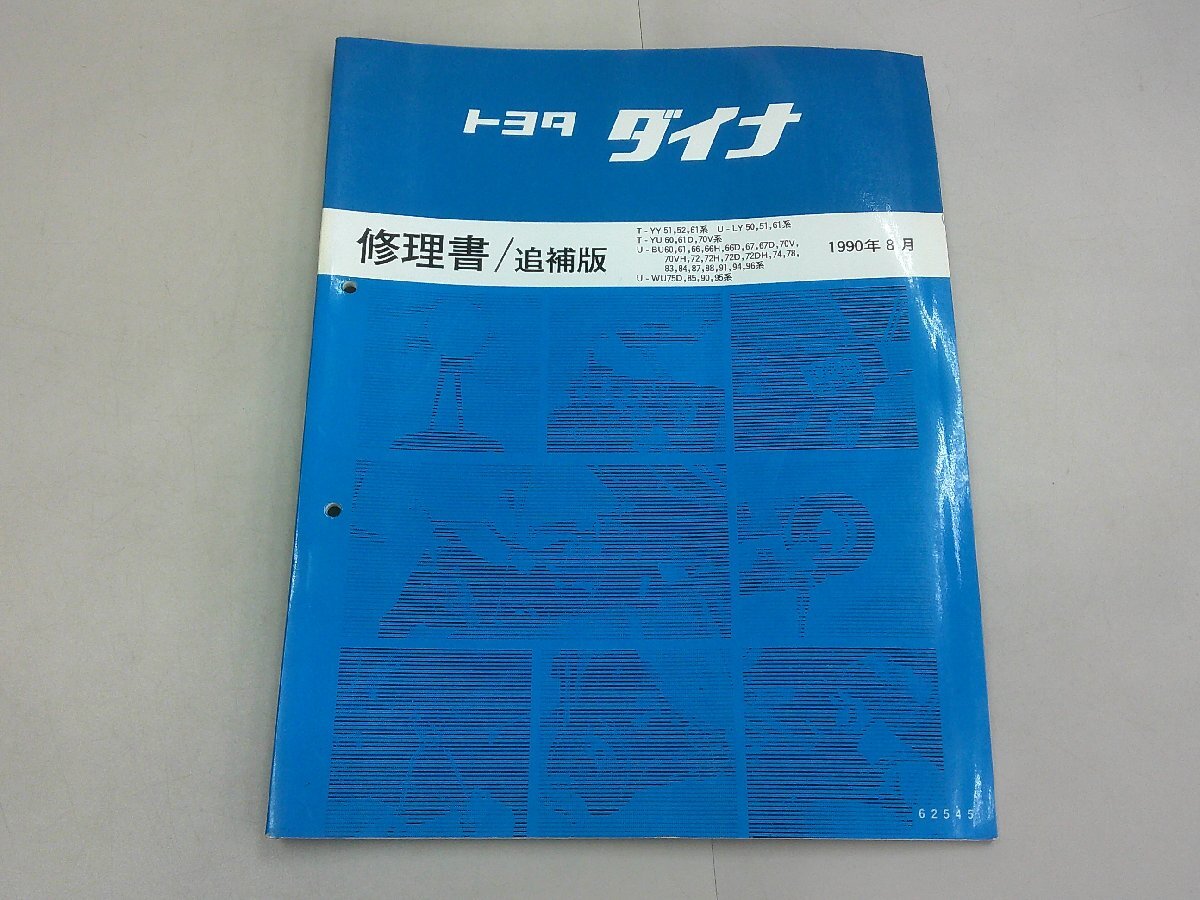 トヨタ ダイナ
修理書/追補版
T-YY51,52,61系 U-LY50,51,61系
T-YU60,61D,70V系
U-BU60,61,66,66H,66D,67,67D,70V,
70VH,72,72H,72D,72DH,74,78,
83,84,87,88,91,94,96系
U-WU75D,85,90,95系
1990年8月
62545